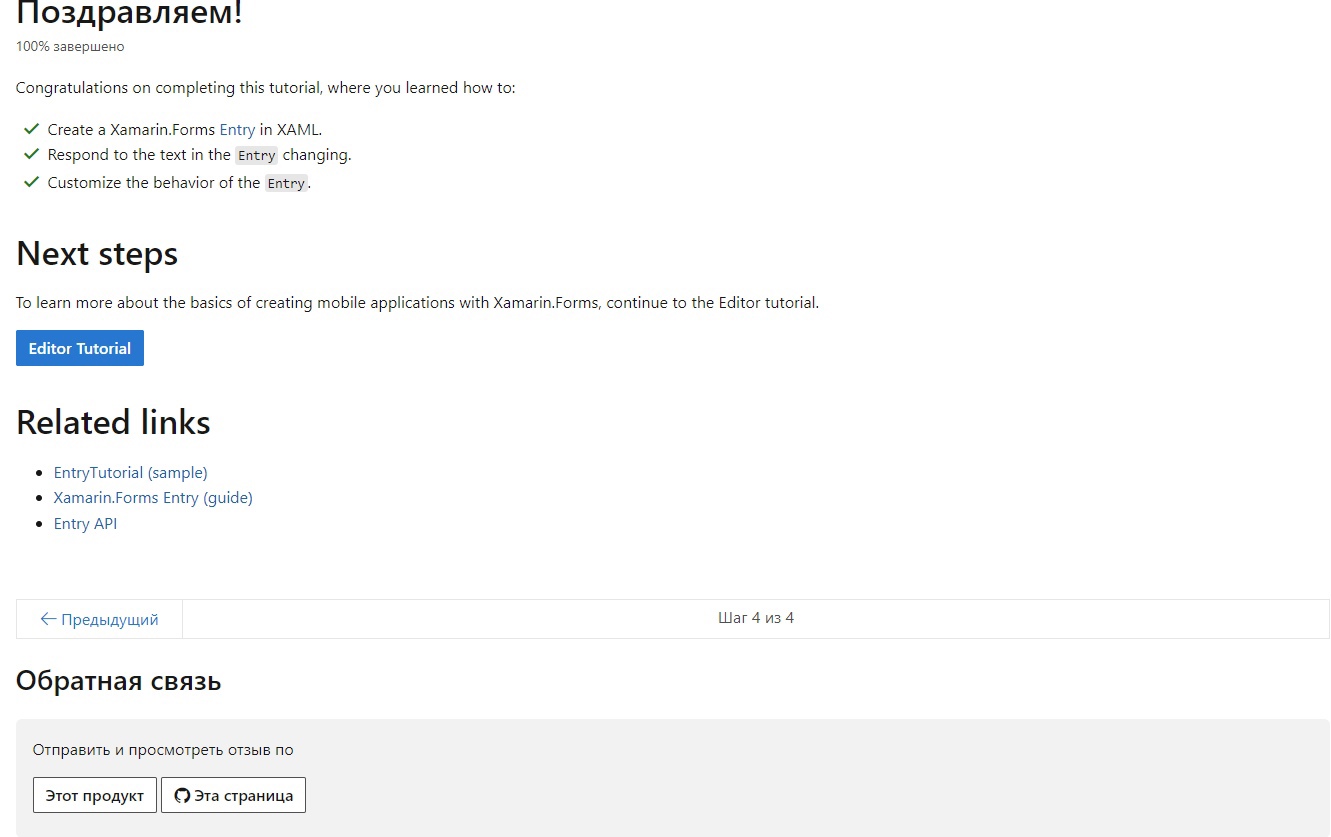 Поздравляем!
100% завершено
Congratulations on completing this tutorial, where you learned how to:
Create a Xamarin.Forms Entry in XAML.
Respond to the text in the Entry changing.
Customize the behavior of the Entry.
Next steps
To learn more about the basics of creating mobile applications with Xamarin.Forms, continue to the Editor tutorial.
Editor Tutorial
Related links
EntryTutorial (sample)
Xamarin.Forms Entry (guide)
Entry API
Предыдущий
Шаг 4 из 4
Обратная связь
Отправить и просмотреть отзыв по
Этот продукт
Эта страница